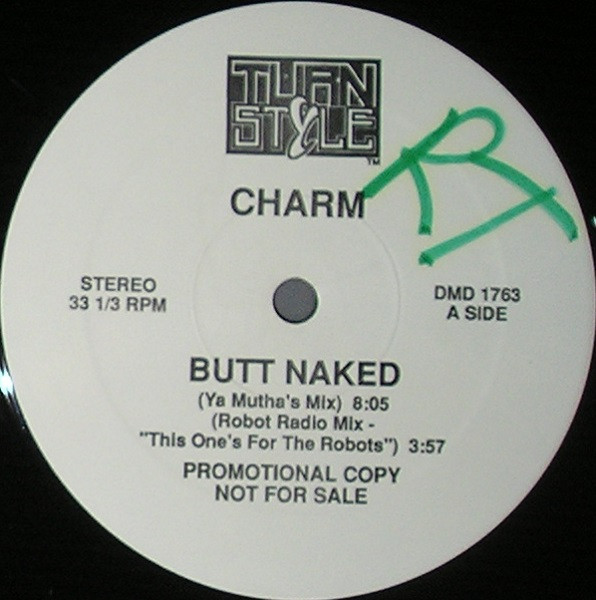 TURN
STYLE
TM
CHARM
STEREO
33 1/3 RPM
DMD 1763
A SIDE
BUTT NAKED
(Ya Mutha's Mix) 8:05
(Robot Radio Mix -
"This One's For The Robots") 3:57
PROMOTIONAL COPY
NOT FOR SALE